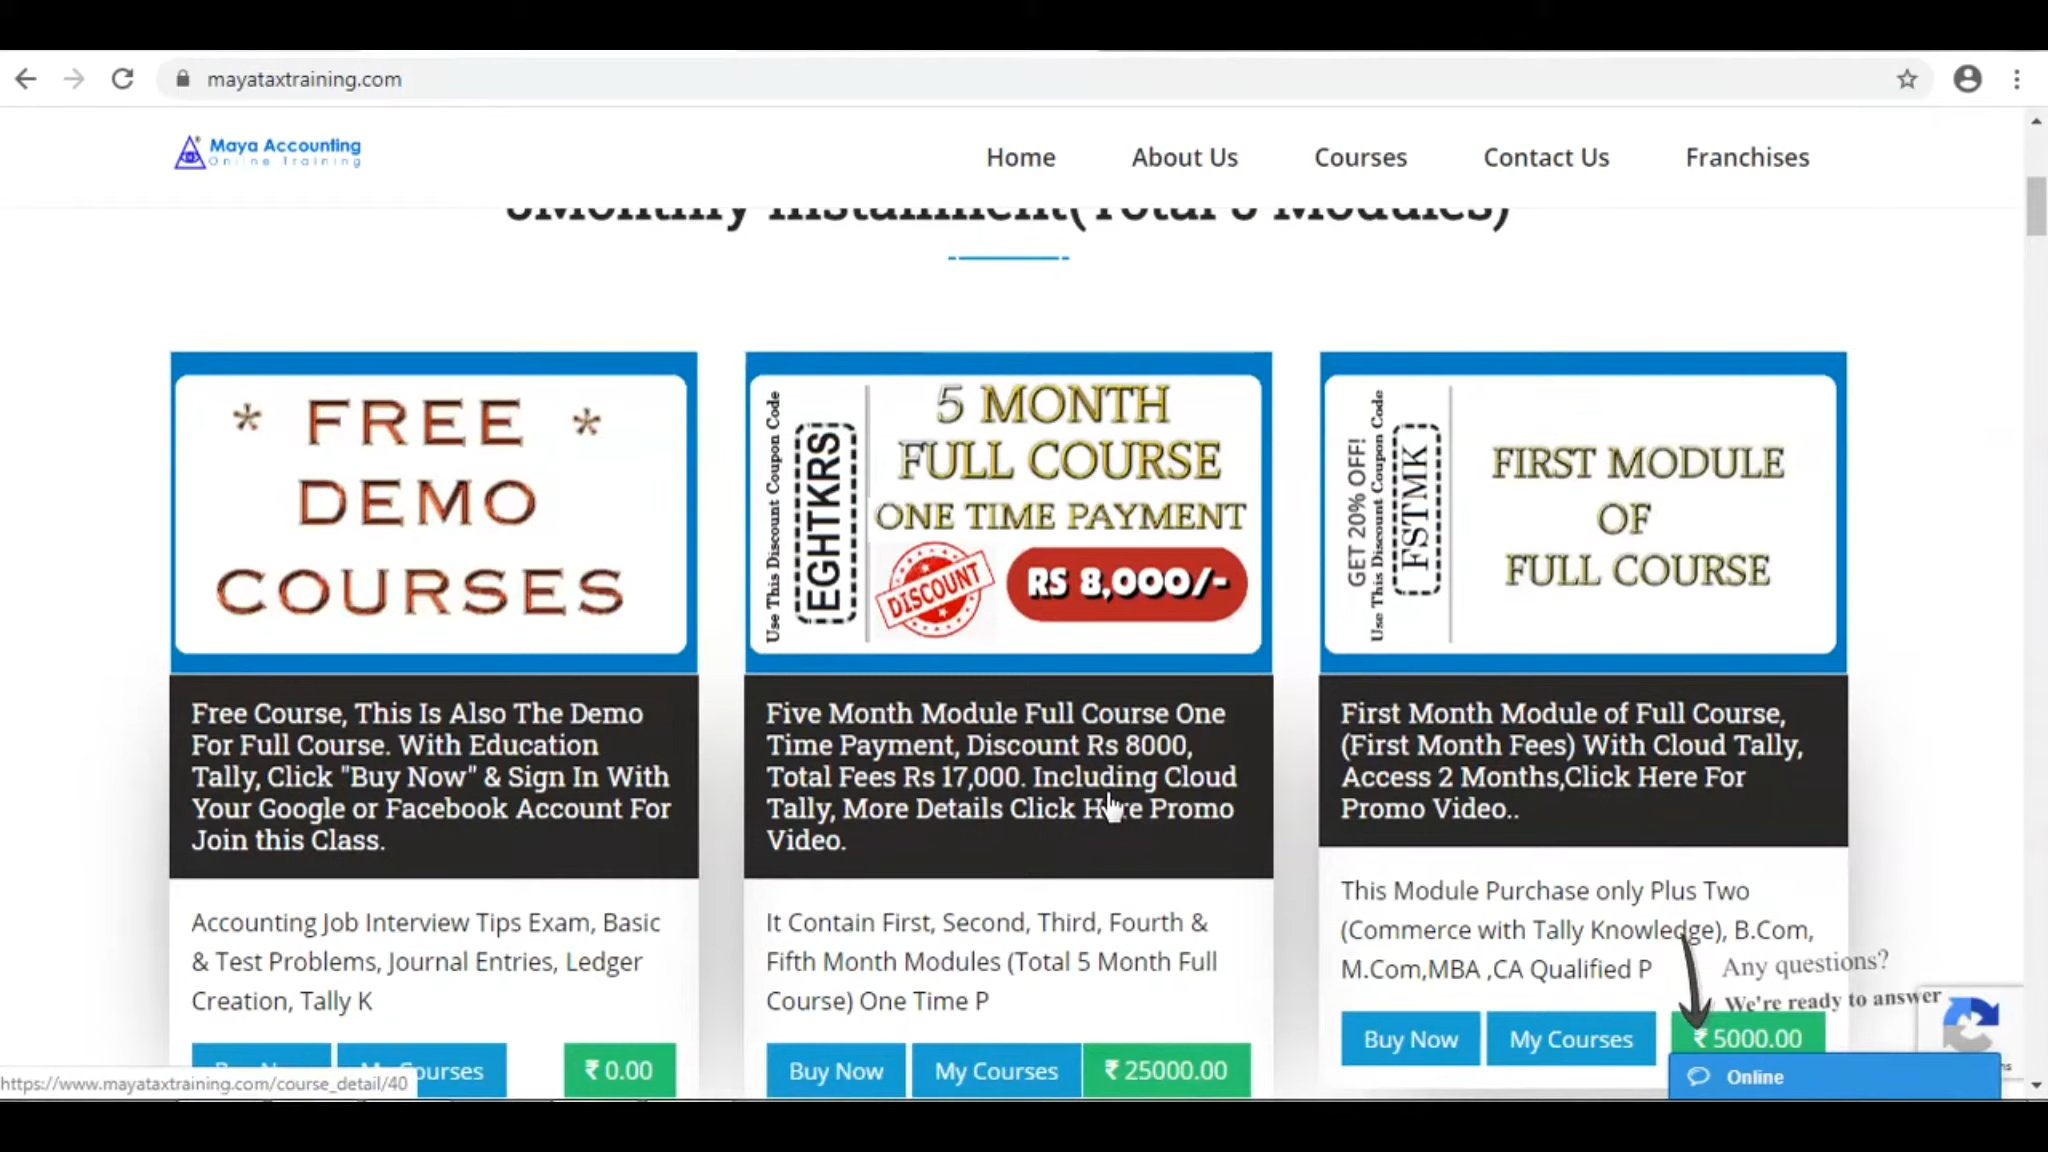 mayataxtraining.com
Maya Accounting
Online Training
Home
About Us
Courses
Contact Us
Franchises
Monthly Installment(Total Modules)
* FREE *
DEMO
COURSES
Use This Discount Coupon Code
EGHTKRS
5 MONTH
FULL COURSE
ONE TIME PAYMENT
DISCOUNT
RS 8,000/-
GET 20% OFF!
Use This Discount Coupon Code
FSTMK
FIRST MODULE
OF
FULL COURSE
Free Course, This Is Also The Demo
For Full Course. With Education
Tally, Click "Buy Now" & Sign In With
Your Google or Facebook Account For
Join this Class.
Accounting Job Interview Tips Exam, Basic
& Test Problems, Journal Entries, Ledger
Creation, Tally K
₹ 0.00
Five Month Module Full Course One
Time Payment, Discount Rs 8000,
Total Fees Rs 17,000. Including Cloud
Tally, More Details Click Here Promo
Video.
It Contain First, Second, Third, Fourth &
Fifth Month Modules (Total 5 Month Full
Course) One Time P
Buy Now
My Courses
₹ 25000.00
First Month Module of Full Course,
(First Month Fees) With Cloud Tally,
Access 2 Months,Click Here For
Promo Video..
This Module Purchase only Plus Two
(Commerce with Tally Knowledge), B.Com,
M.Com,MBA ,CA Qualified P
Buy Now
My Courses
₹ 5000.00
Any questions?
We're ready to answer
Online
https://www.mayataxtraining.com/course_detail/40